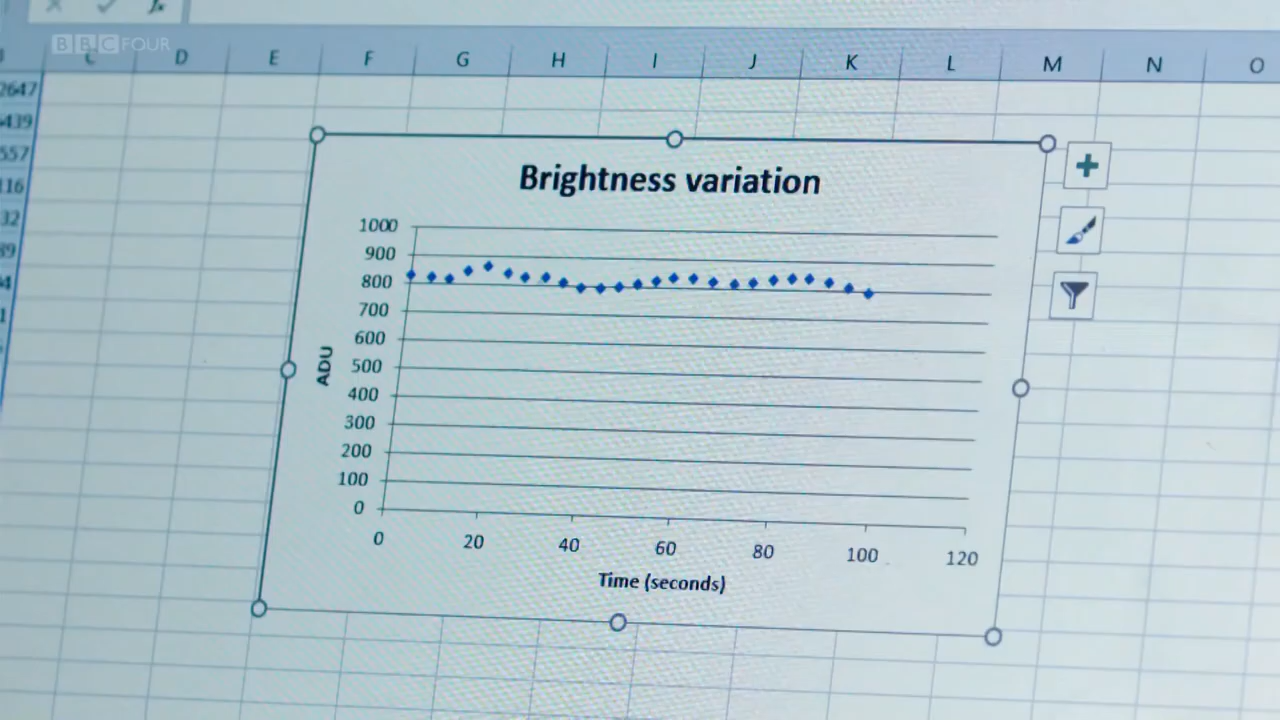 fx
BBC FOUR
C D E F G H I J K L M N O
2647
439
557
116
32
Brightness variation
1000
900
800
700
600
500
400
300
200
100
0
ADU
0 20 40 60 80 100 120
Time (seconds)